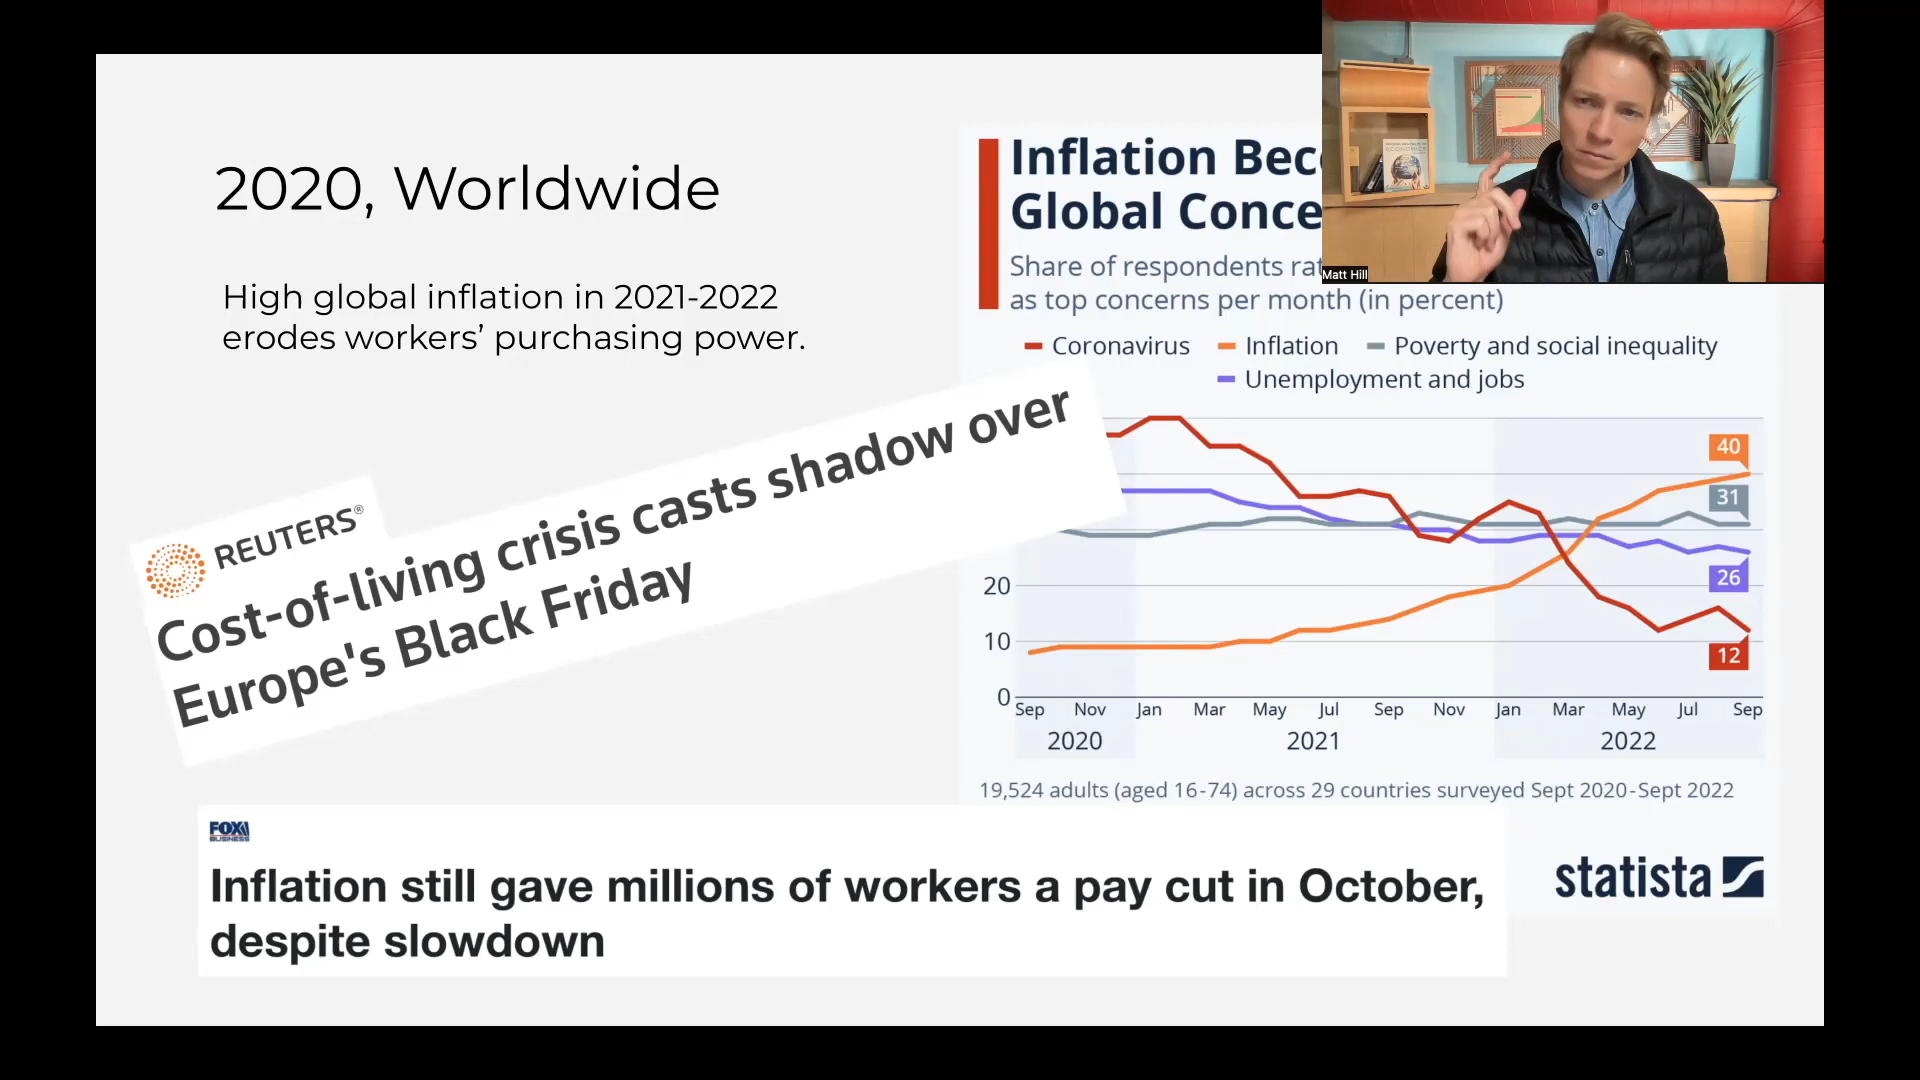 2020, Worldwide
High global inflation in 2021-2022
erodes workers’ purchasing power.
REUTERS®
Cost-of-living crisis casts shadow over
Europe's Black Friday
FOX
BUSINESS
Inflation still gave millions of workers a pay cut in October,
despite slowdown
Inflation
Global
Share of respondents
as top concerns per month (in percent)
Coronavirus Inflation Poverty and social inequality
Unemployment and jobs
40
31
26
12
20
10
0
Sep Nov Jan Mar May Jul Sep Nov Jan Mar May Jul Sep
2020 2021 2022
19,524 adults (aged 16-74) across 29 countries surveyed Sept 2020-Sept 2022
statista
Matt Hill
ECONOMICS